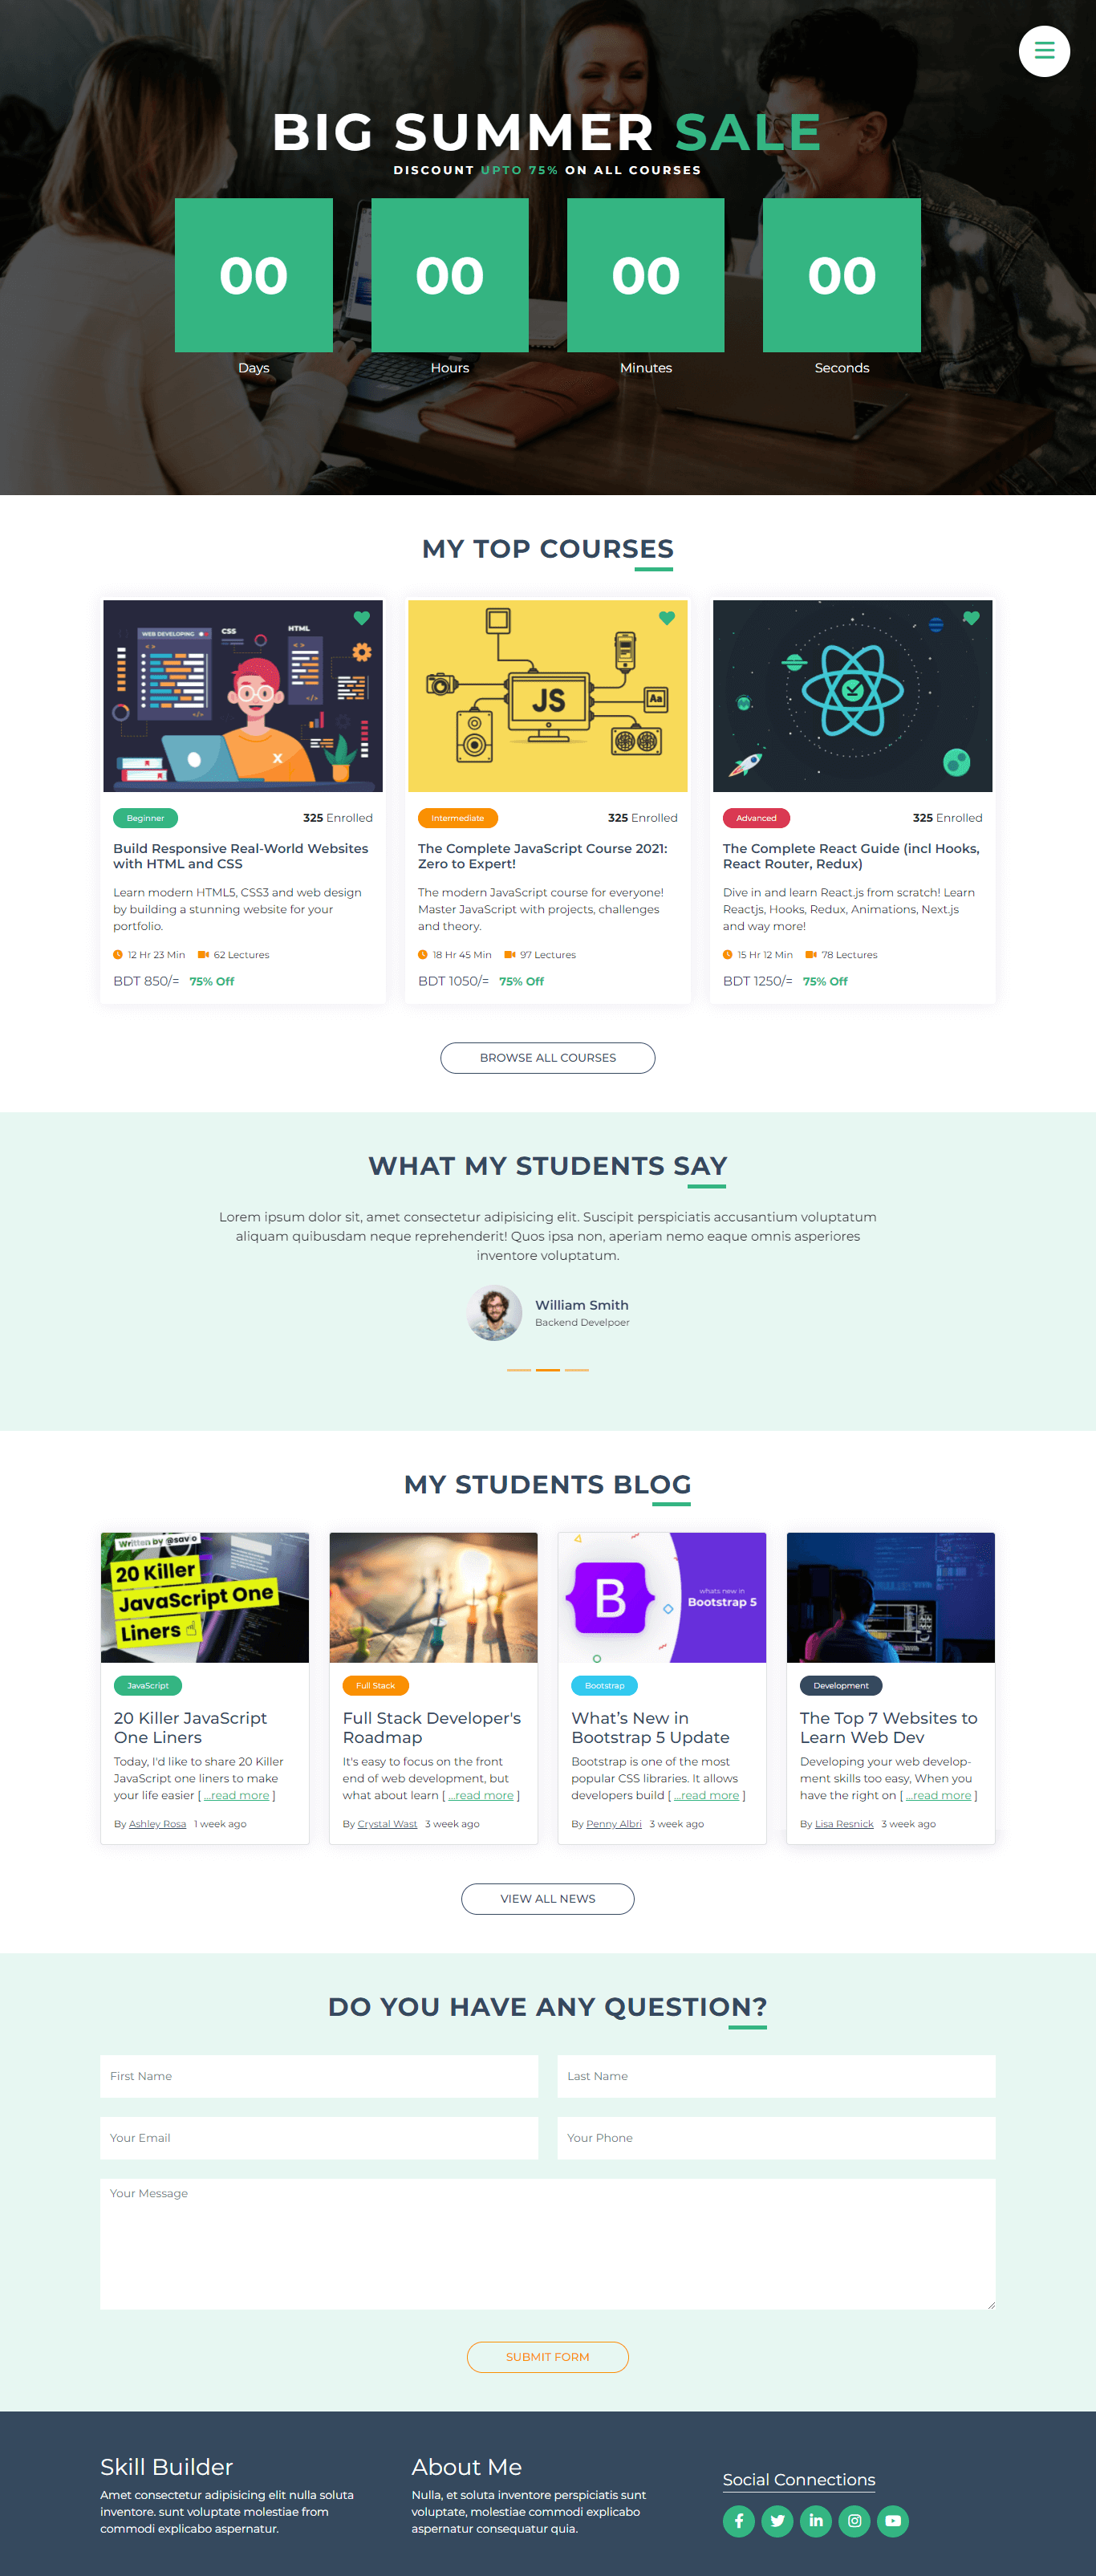 BIG SUMMER SALE
DISCOUNT UPTO 75% ON ALL COURSES
00
00
00
00
Days
Hours
Minutes
Seconds
MY TOP COURSES
WEB DEVELOPING
CSS
HTML
X
JS
Aa
Beginner
325 Enrolled
Build Responsive Real-World Websites
with HTML and CSS
Learn modern HTML5, CSS3 and web design
by building a stunning website for your
portfolio.
12 Hr 23 Min
62 Lectures
BDT 850/=
75% Off
Intermediate
325 Enrolled
The Complete JavaScript Course 2021:
Zero to Expert!
The modern JavaScript course for everyone!
Master JavaScript with projects, challenges
and theory.
18 Hr 45 Min
97 Lectures
BDT 1050/=
75% Off
Advanced
325 Enrolled
The Complete React Guide (incl Hooks,
React Router, Redux)
Dive in and learn React.js from scratch! Learn
Reactjs, Hooks, Redux, Animations, Next.js
and way more!
15 Hr 12 Min
78 Lectures
BDT 1250/=
75% Off
BROWSE ALL COURSES
WHAT MY STUDENTS SAY
Lorem ipsum dolor sit, amet consectetur adipisicing elit. Suscipit perspiciatis accusantium voluptatum
aliquam quibusdam neque reprehenderit! Quos ipsa non, aperiam nemo eaque omnis asperiores
inventore voluptatum.
William Smith
Backend Develpoer
MY STUDENTS BLOG
Written by @savio
20 Killer
JavaScript One
Liners
JavaScript
20 Killer JavaScript
One Liners
Today, I'd like to share 20 Killer
JavaScript one liners to make
your life easier [ ...read more ]
By Ashley Rosa
1 week ago
Full Stack
Full Stack Developer's
Roadmap
It's easy to focus on the front
end of web development, but
what about learn [ ...read more ]
By Crystal Wast
3 week ago
B
whats new in
Bootstrap 5
Bootstrap
What's New in
Bootstrap 5 Update
Bootstrap is one of the most
popular CSS libraries. It allows
developers build [ ...read more ]
By Penny Albri
3 week ago
Development
The Top 7 Websites to
Learn Web Dev
Developing your web develop-
ment skills too easy, When you
have the right on [ ...read more ]
By Lisa Resnick
3 week ago
VIEW ALL NEWS
DO YOU HAVE ANY QUESTION?
First Name
Last Name
Your Email
Your Phone
Your Message
SUBMIT FORM
Skill Builder
Amet consectetur adipisicing elit nulla soluta
inventore. sunt voluptate molestiae from
commodi explicabo aspernatur.
About Me
Nulla, et soluta inventore perspiciatis sunt
voluptate, molestiae commodi explicabo
aspernatur consequatur quia.
Social Connections